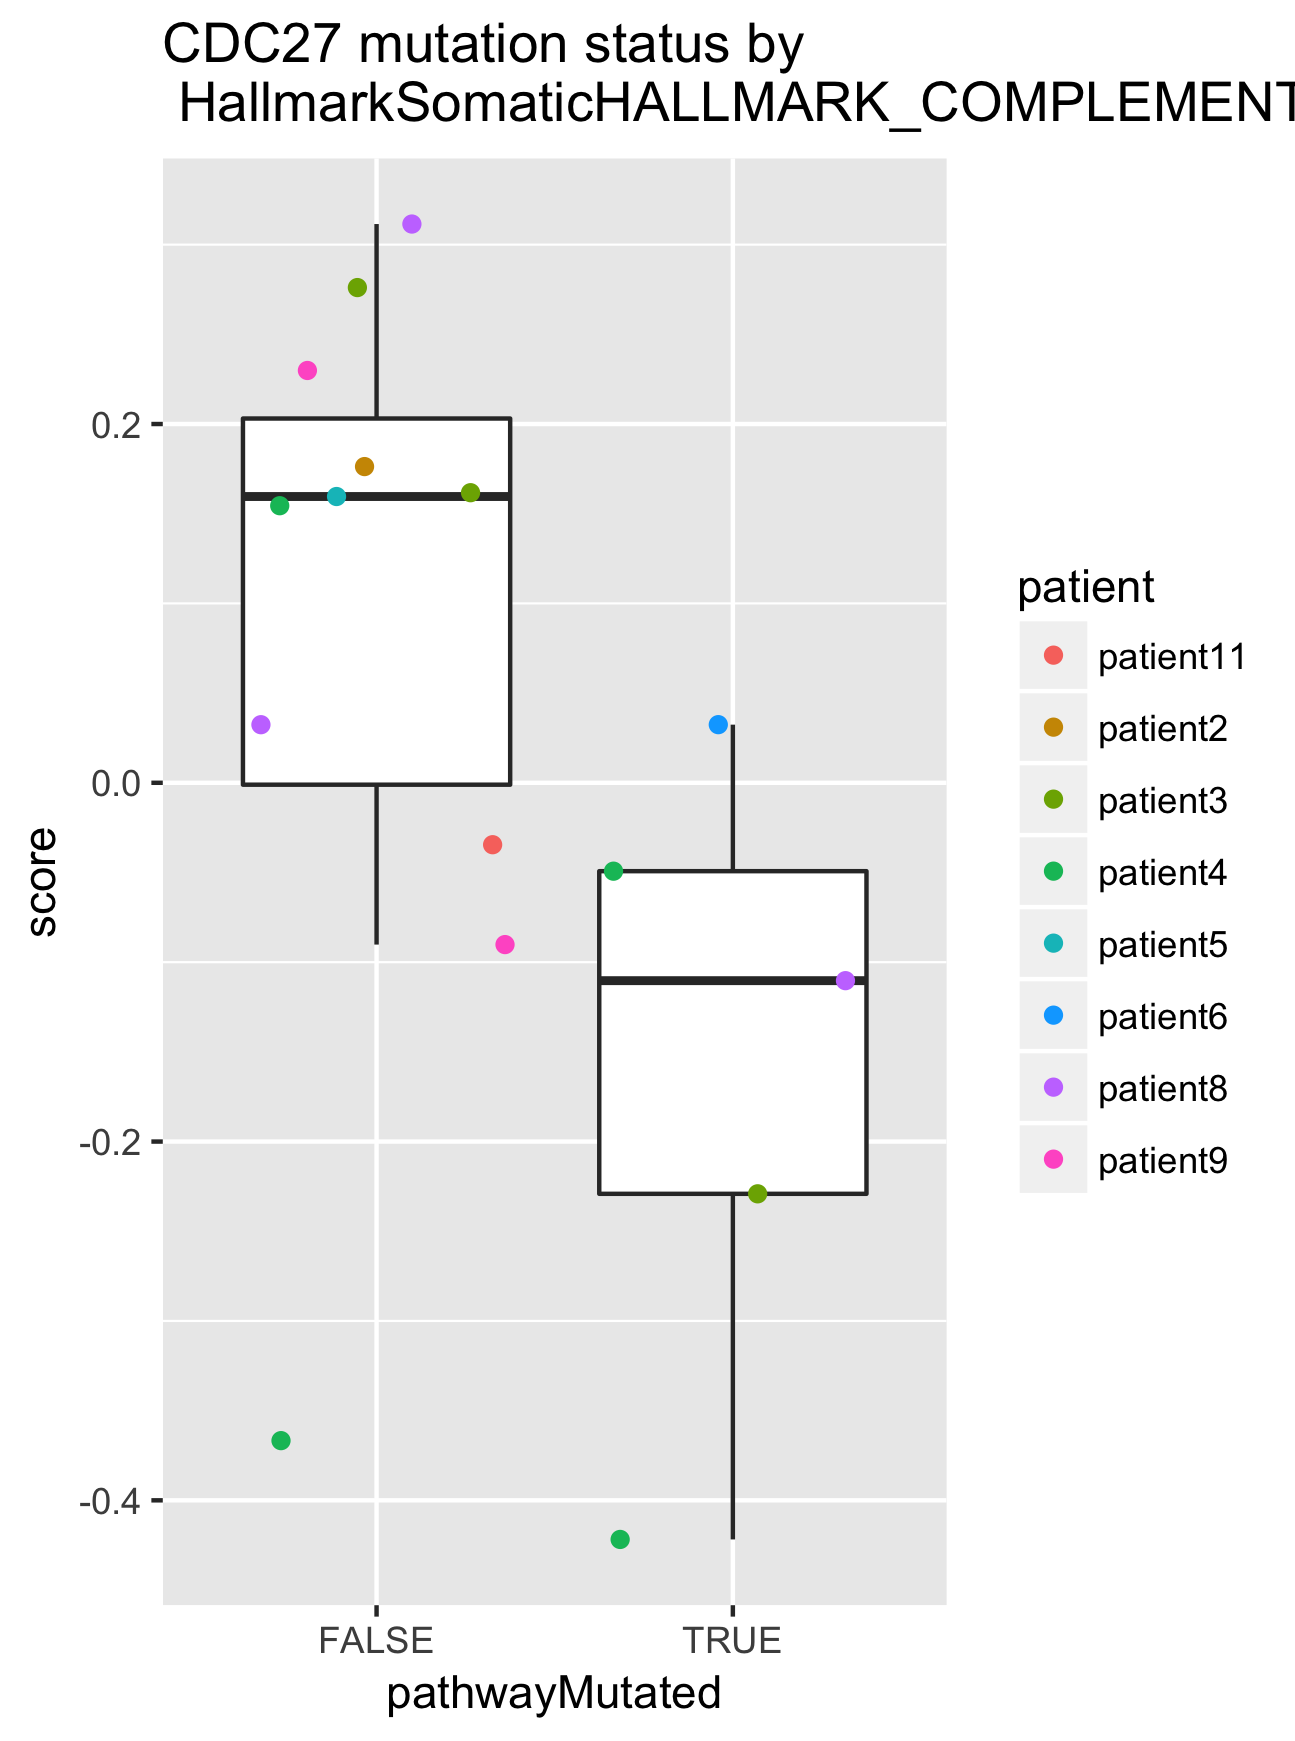 CDC27 mutation status by
HallmarkSomaticHALLMARK_COMPLEMENT
score
0.2
0.0
-0.2
-0.4
FALSE
TRUE
pathwayMutated
patient
patient11
patient2
patient3
patient4
patient5
patient6
patient8
patient9